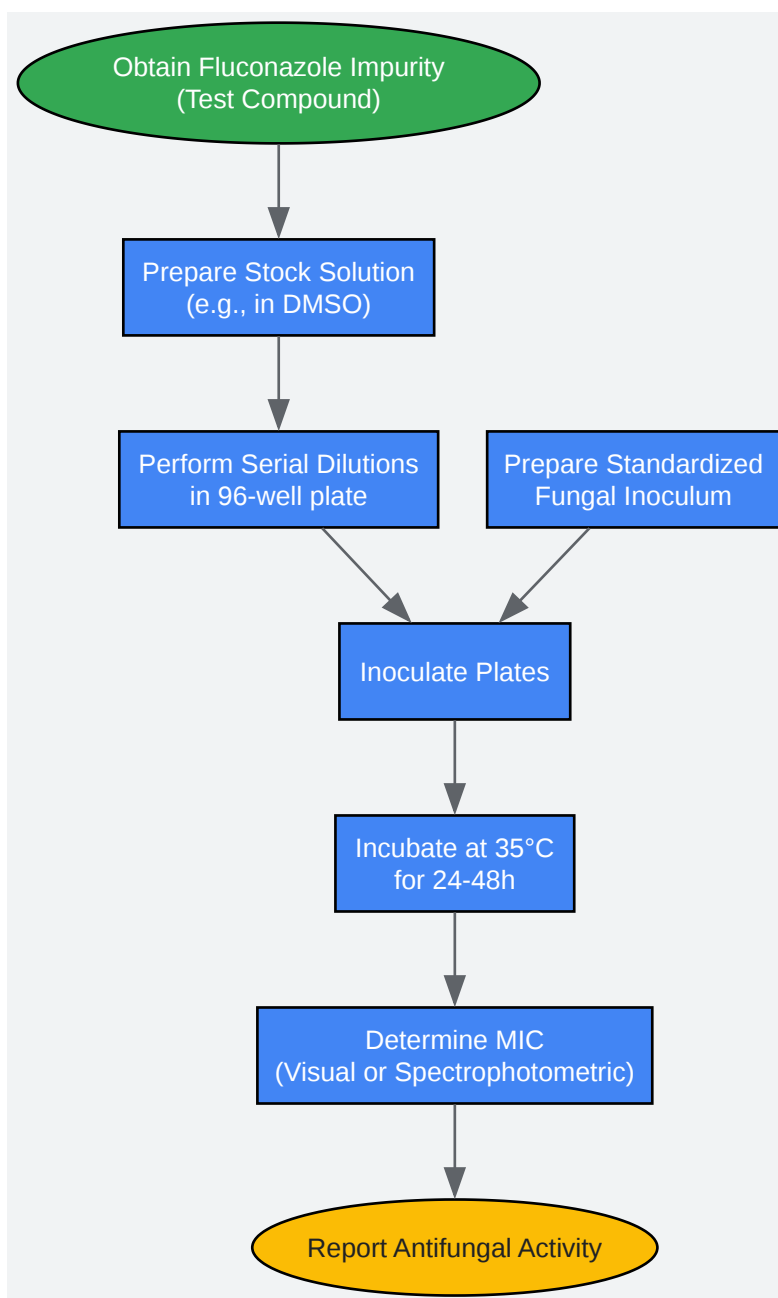 Obtain Fluconazole Impurity
(Test Compound)
Prepare Stock Solution
(e.g., in DMSO)
Perform Serial Dilutions
in 96-well plate
Prepare Standardized
Fungal Inoculum
Inoculate Plates
Incubate at 35°C
for 24-48h
Determine MIC
(Visual or Spectrophotometric)
Report Antifungal Activity